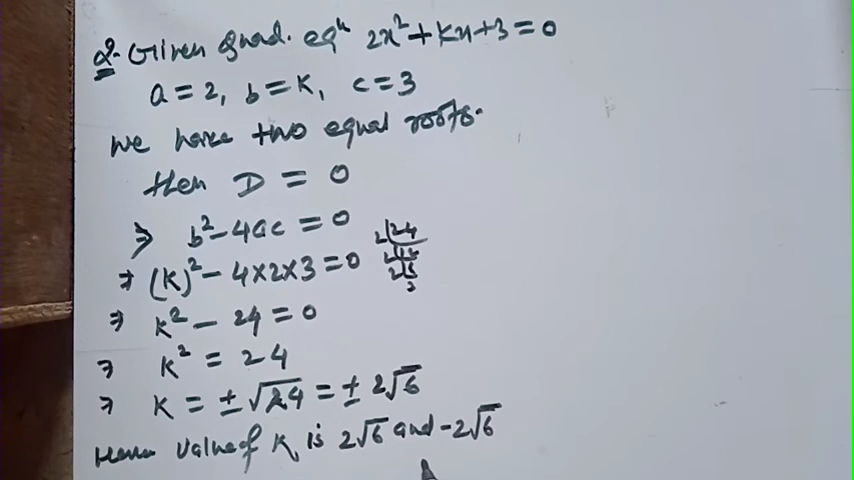 Q. Given quad. eqⁿ 2x²+Kx+3=0
a=2, b=K, c=3
we have two equal roots.
then D = 0
⇒ b²-4ac = 0
⇒ (K)² - 4×2×3 = 0
⇒ K² - 24 = 0
⇒ K² = 24
⇒ K = ±√24 = ± 2√6
Hence value of K is 2√6 and -2√6
2|24